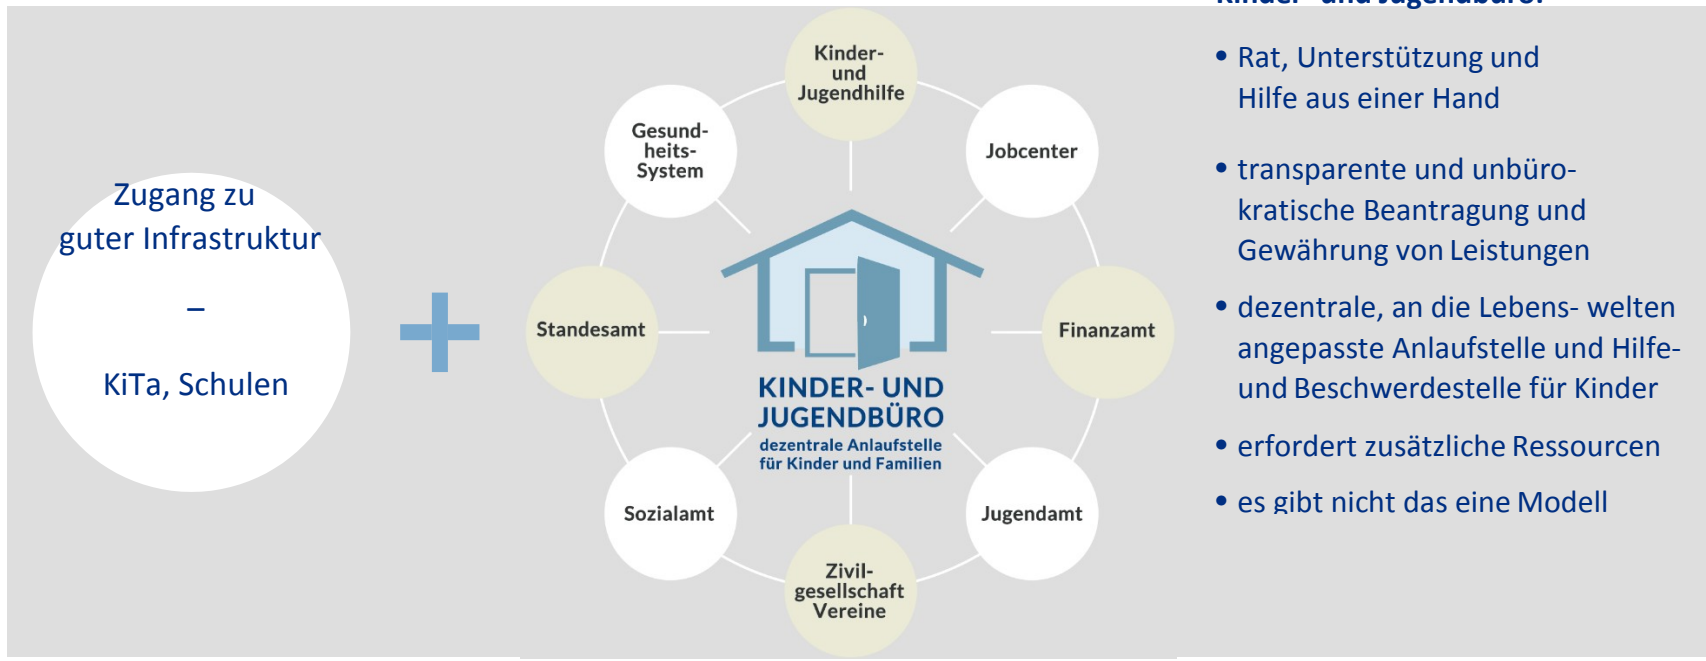 Zugang zu
guter Infrastruktur
–
KiTa, Schulen
Kinder-
und
Jugendhilfe
Gesund-
heits-
System
Jobcenter
Standesamt
Finanzamt
KINDER- UND
JUGENDBÜRO
dezentrale Anlaufstelle
für Kinder und Familien
Sozialamt
Jugendamt
Zivil-
gesellschaft
Vereine
Kinder- und Jugendbüro:
• Rat, Unterstützung und
Hilfe aus einer Hand
• transparente und unbüro-
kratische Beantragung und
Gewährung von Leistungen
• dezentrale, an die Lebens- welten
angepasste Anlaufstelle und Hilfe-
und Beschwerdestelle für Kinder
• erfordert zusätzliche Ressourcen
• es gibt nicht das eine Modell